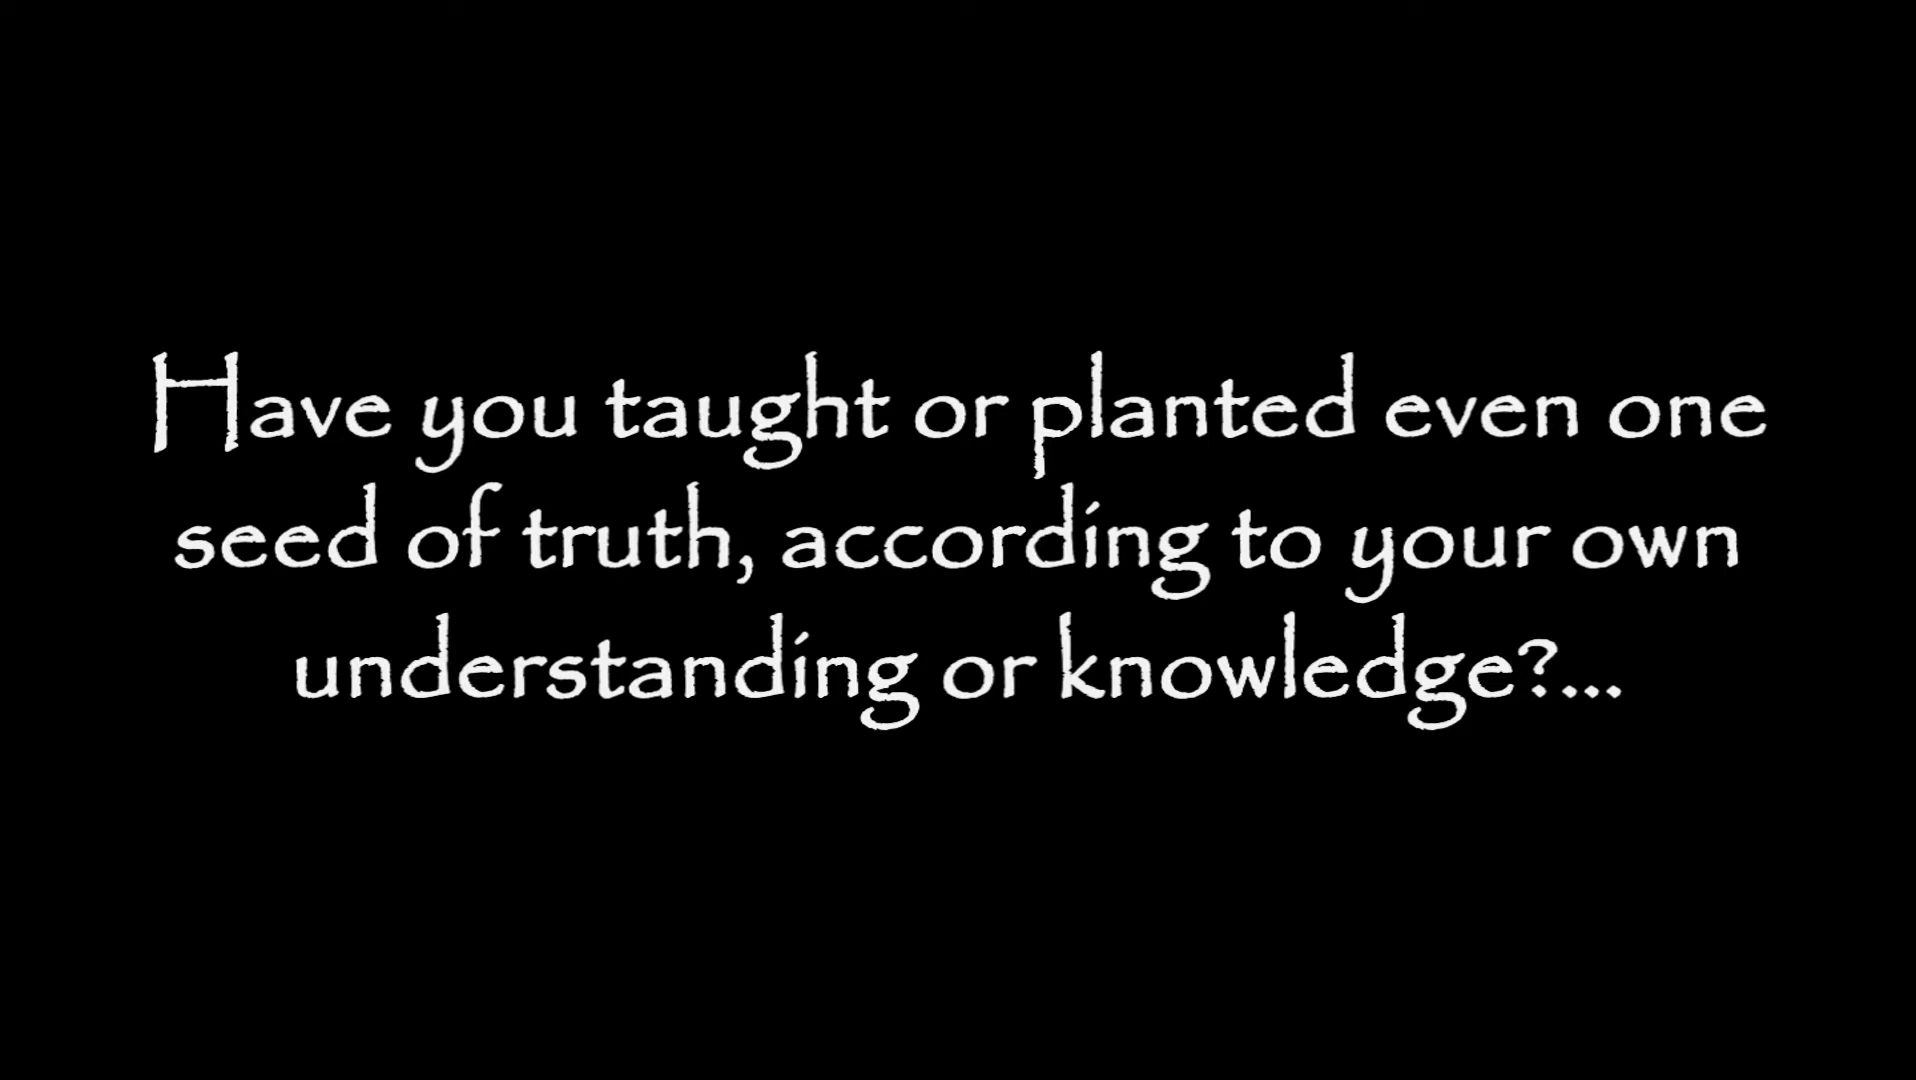 Have you taught or planted even one
seed of truth, according to your own
understanding or knowledge?...